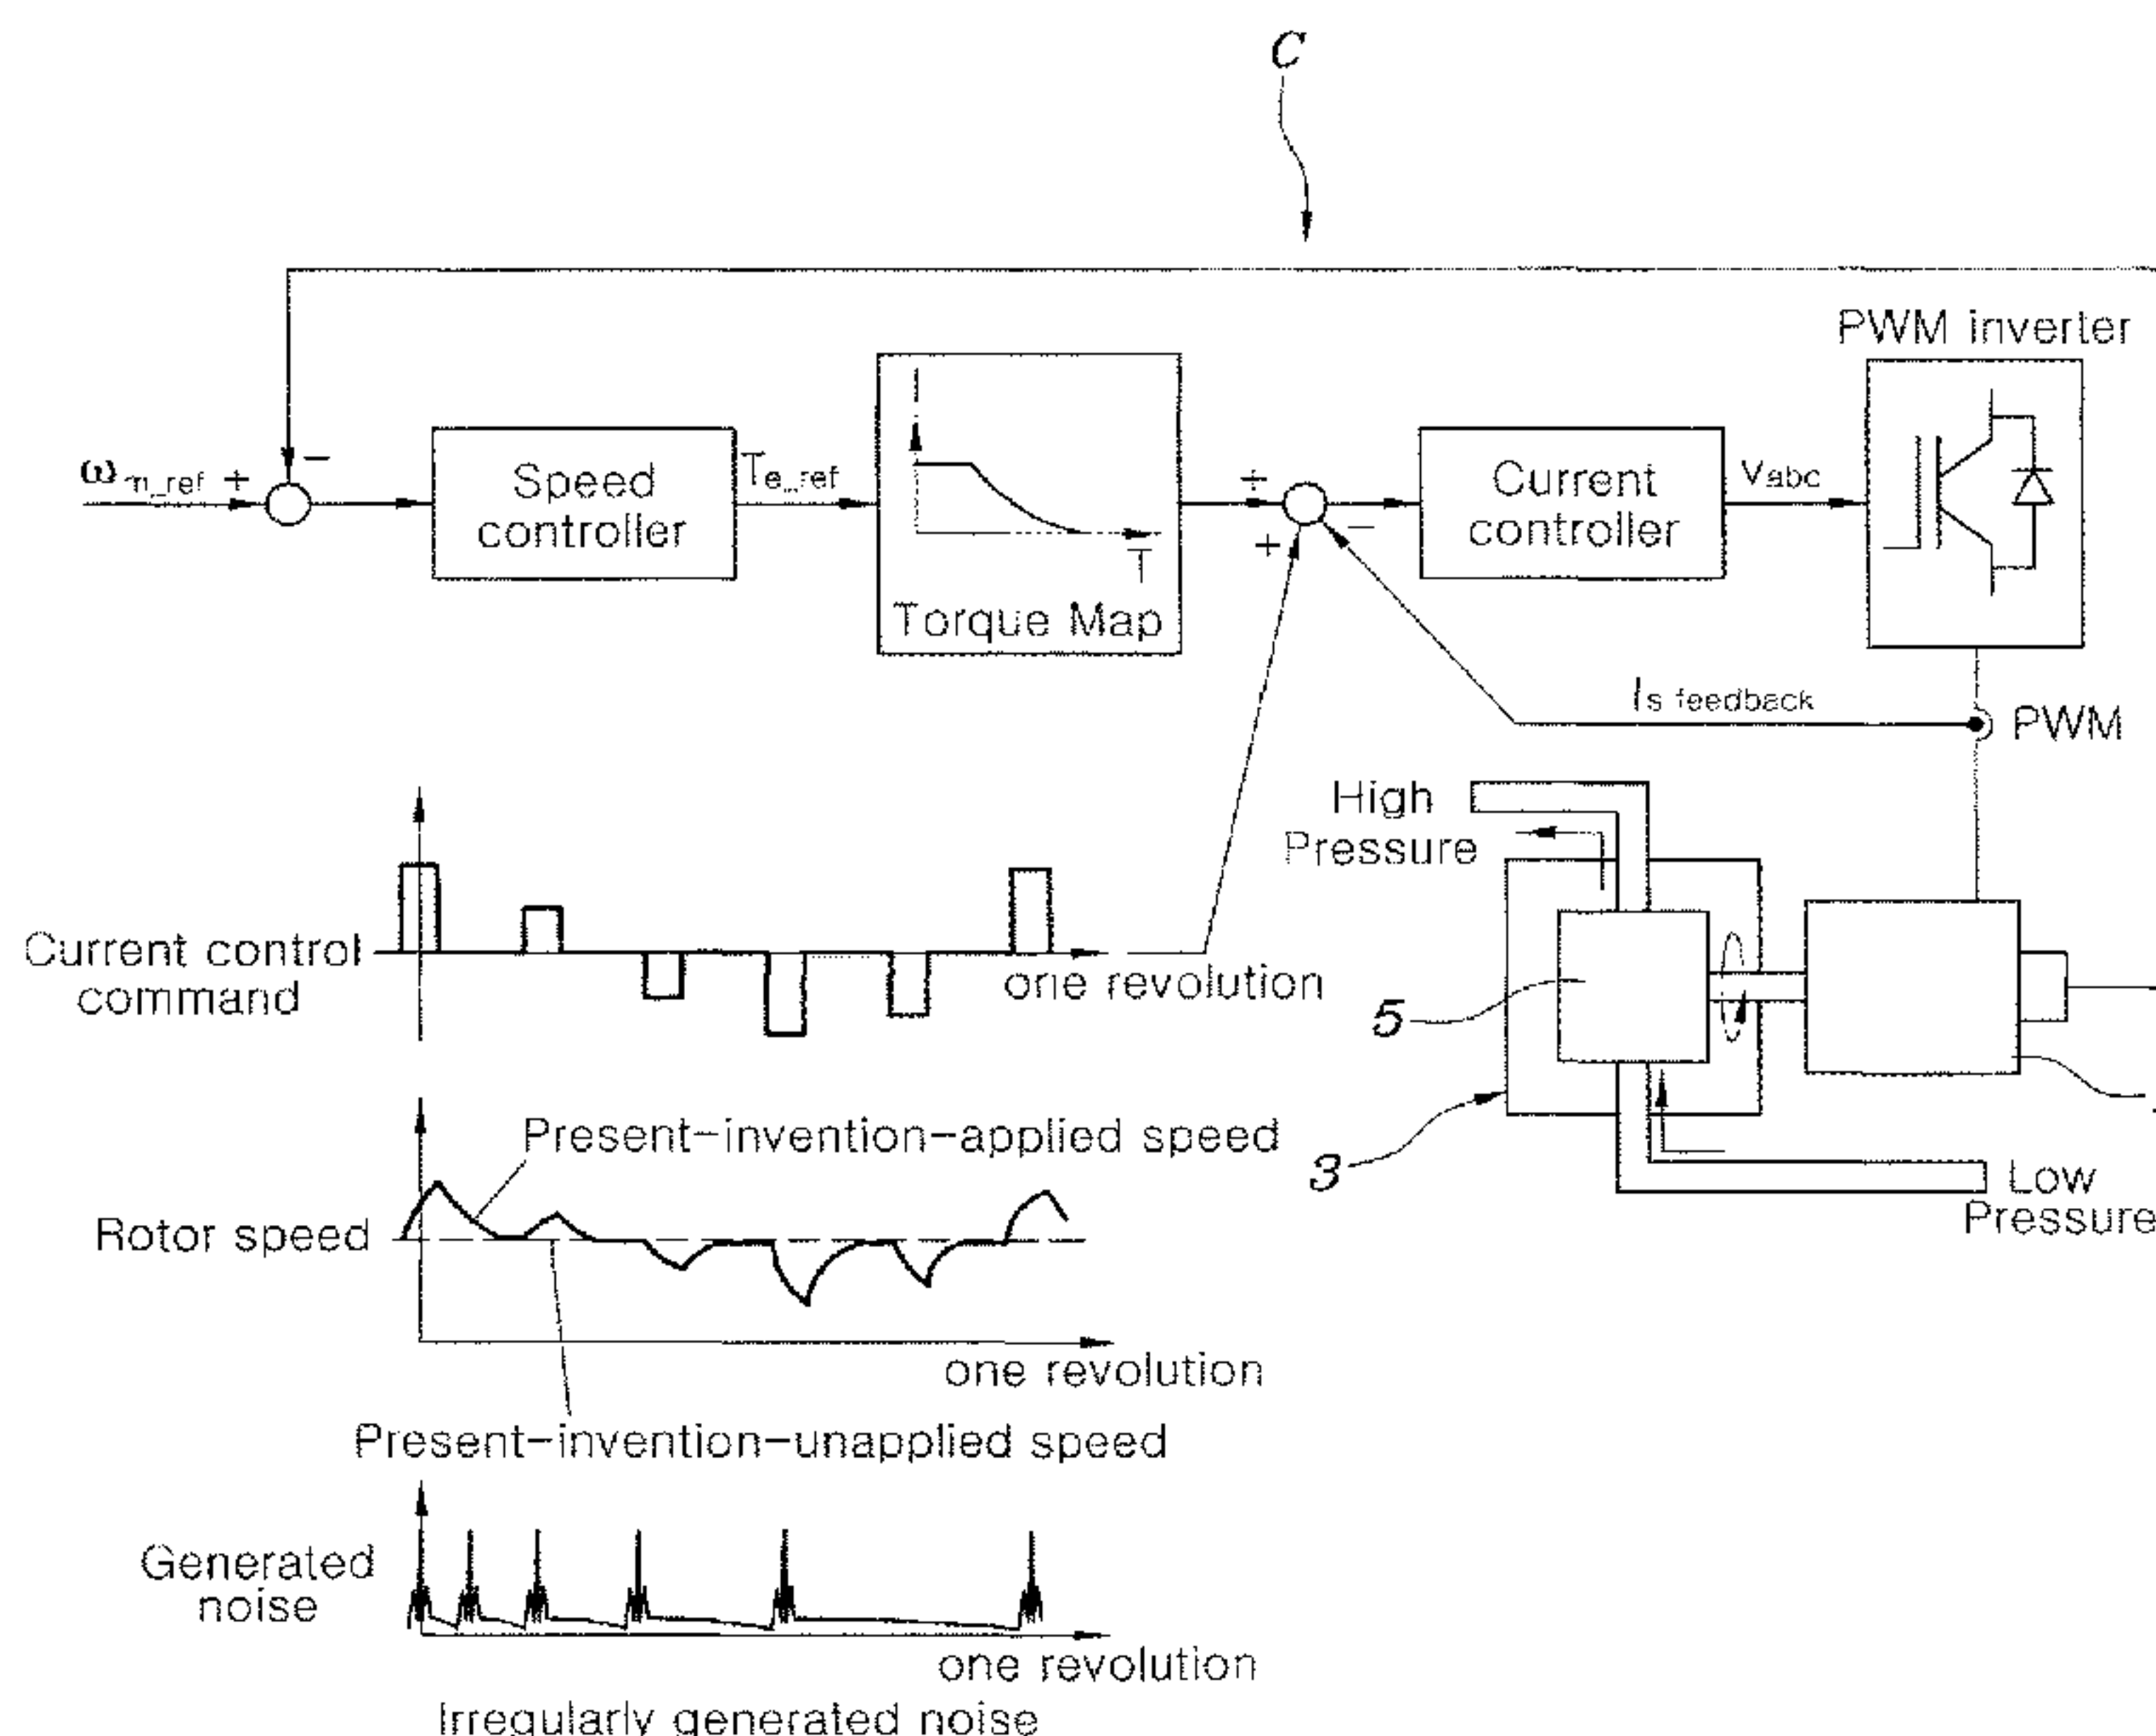 C
PWM inverter
ω m_ref + −
Speed
controller
Te_ref
T
Torque Map
+
+
−
Current
controller
Vabc
Is feedback
PWM
High
Pressure
Current control
command
one revolution
5
3
Low
Pressure
Present-invention-applied speed
Rotor speed
one revolution
Present-invention-unapplied speed
Generated
noise
one revolution
Irregularly generated noise